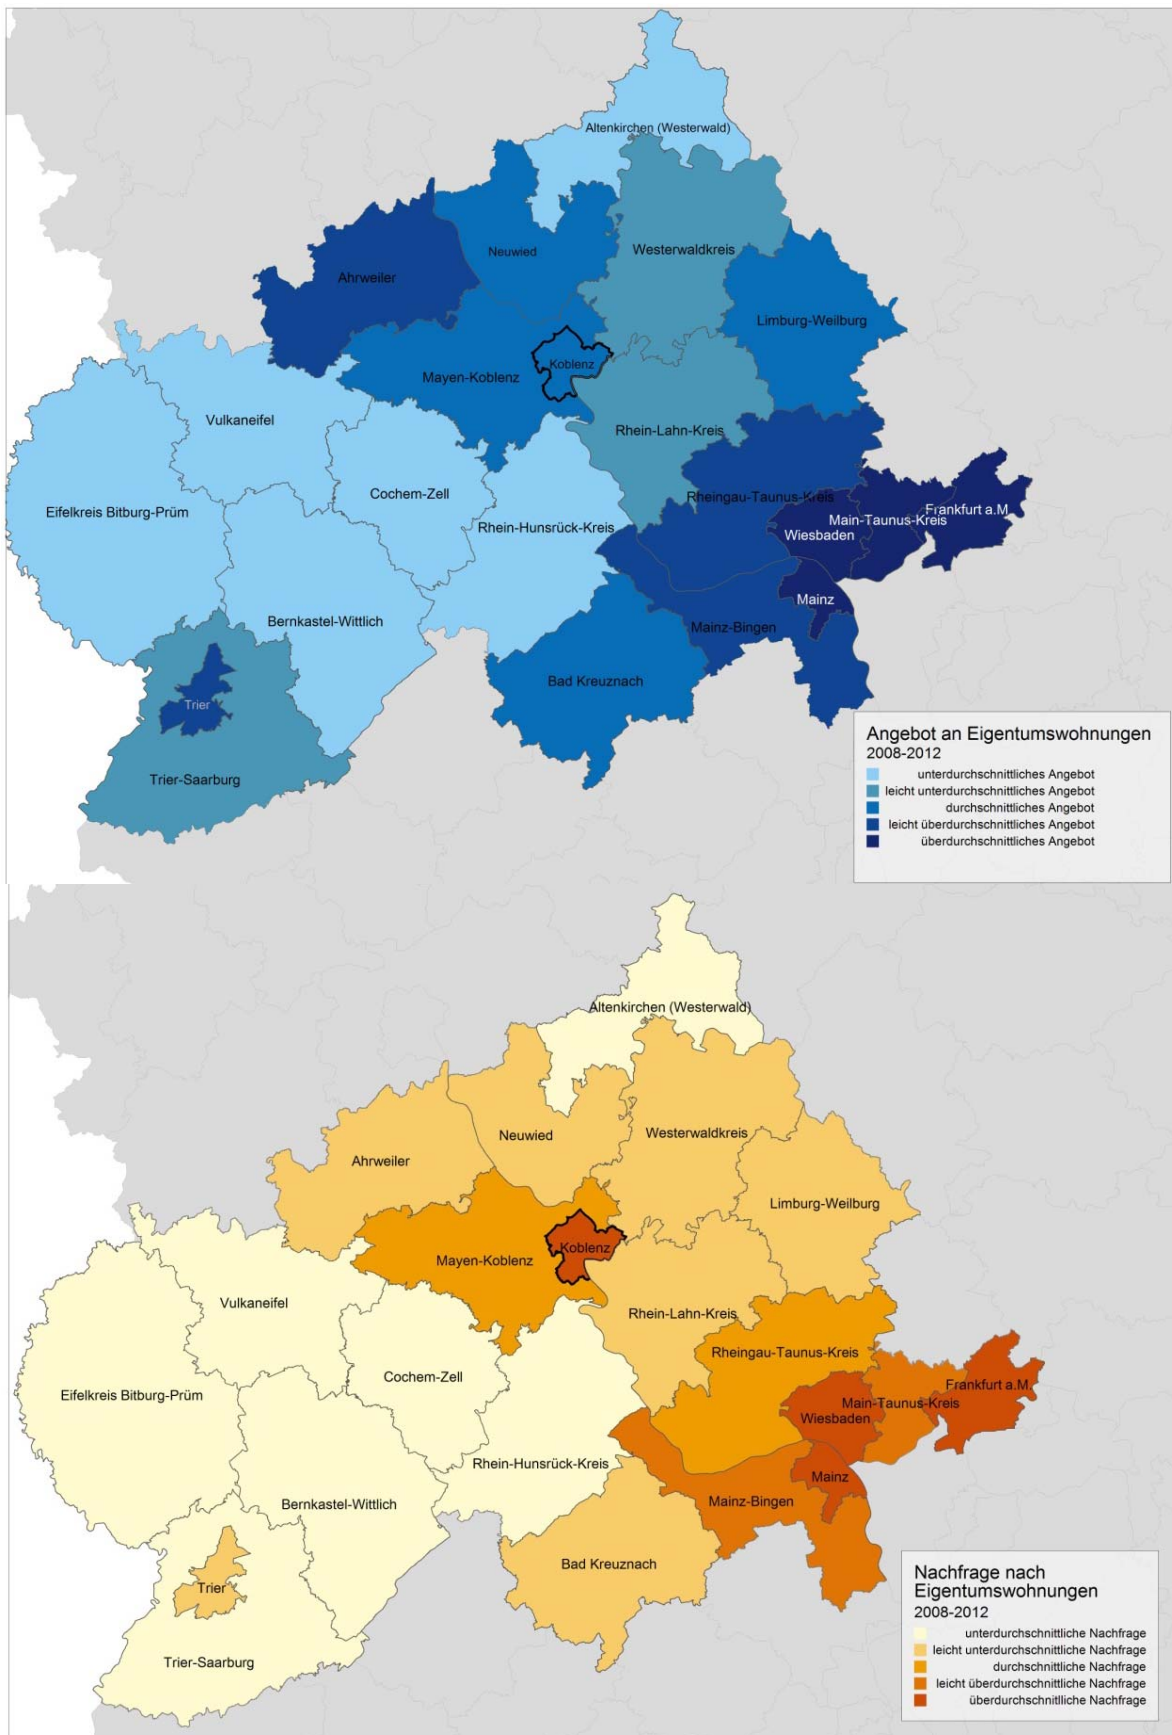 Altenkirchen (Westerwald)
Neuwied
Westerwaldkreis
Ahrweiler
Limburg-Weilburg
Koblenz
Mayen-Koblenz
Vulkaneifel
Rhein-Lahn-Kreis
Cochem-Zell
Rheingau-Taunus-Kreis
Eifelkreis Bitburg-Prüm
Frankfurt a.M
Main-Taunus-Kreis
Rhein-Hunsrück-Kreis
Wiesbaden
Mainz
Bernkastel-Wittlich
Mainz-Bingen
Bad Kreuznach
Trier
Trier-Saarburg
Angebot an Eigentumswohnungen
2008-2012
unterdurchschnittliches Angebot
leicht unterdurchschnittliches Angebot
durchschnittliches Angebot
leicht überdurchschnittliches Angebot
überdurchschnittliches Angebot
Altenkirchen (Westerwald)
Neuwied
Westerwaldkreis
Ahrweiler
Limburg-Weilburg
Koblenz
Mayen-Koblenz
Vulkaneifel
Rhein-Lahn-Kreis
Rheingau-Taunus-Kreis
Cochem-Zell
Frankfurt a.M.
Eifelkreis Bitburg-Prüm
Main-Taunus-Kreis
Wiesbaden
Rhein-Hunsrück-Kreis
Mainz
Bernkastel-Wittlich
Mainz-Bingen
Bad Kreuznach
Trier
Trier-Saarburg
Nachfrage nach
Eigentumswohnungen
2008-2012
unterdurchschnittliche Nachfrage
leicht unterdurchschnittliche Nachfrage
durchschnittliche Nachfrage
leicht überdurchschnittliche Nachfrage
überdurchschnitlliche Nachfrage